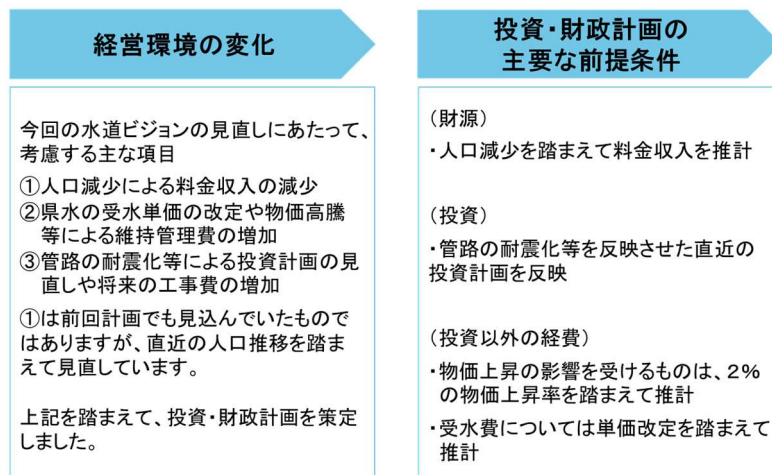 経営環境の変化
今回の水道ビジョンの見直しにあたって、
考慮する主な項目
①人口減少による料金収入の減少
②県水の受水単価の改定や物価高騰
等による維持管理費の増加
③管路の耐震化等による投資計画の見
直しや将来の工事費の増加
①は前回計画でも見込んでいたもので
はありますが、直近の人口推移を踏ま
えて見直しています。
上記を踏まえて、投資・財政計画を策定
しました。
投資・財政計画の
主要な前提条件
（財源）
・人口減少を踏まえて料金収入を推計
（投資）
・管路の耐震化等を反映させた直近の
投資計画を反映
（投資以外の経費）
・物価上昇の影響を受けるものは、２％
の物価上昇率を踏まえて推計
・受水費については単価改定を踏まえて
推計